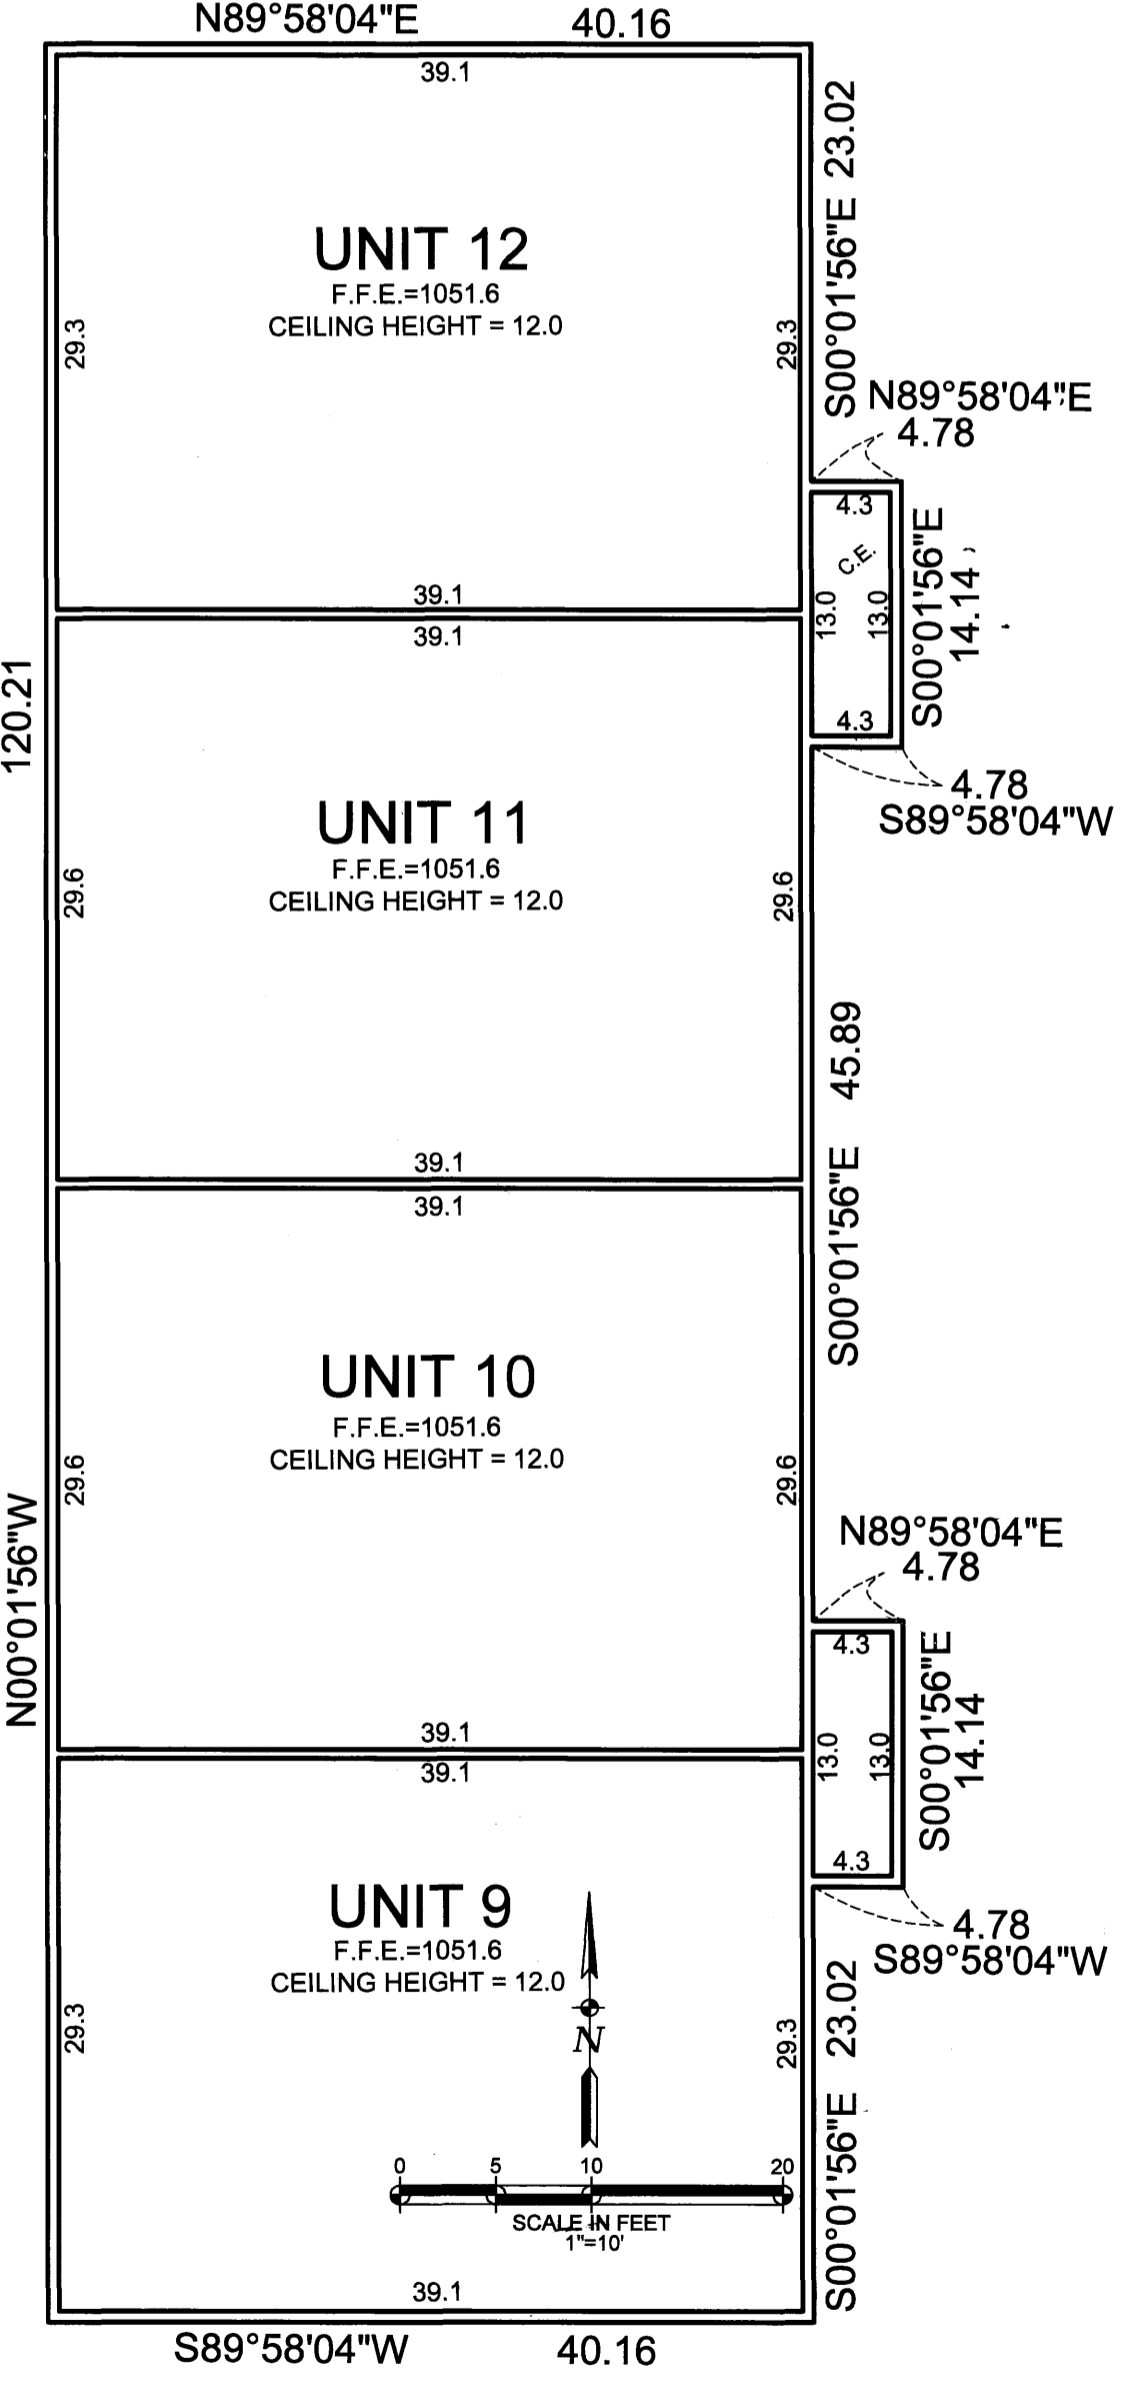 N89°58'04"E 40.16
39.1
S00°01'56"E 23.02
UNIT 12
F.F.E.=1051.6
CEILING HEIGHT = 12.0
29.3
29.3
N89°58'04"E
4.78
4.3
C.E.
13.0
13.0
4.3
S00°01'56"E
14.14
39.1
39.1
120.21
N00°01'56"W
4.78
S89°58'04"W
UNIT 11
F.F.E.=1051.6
CEILING HEIGHT = 12.0
29.6
29.6
S00°01'56"E 45.89
39.1
39.1
UNIT 10
F.F.E.=1051.6
CEILING HEIGHT = 12.0
29.6
29.6
N89°58'04"E
4.78
4.3
13.0
13.0
4.3
S00°01'56"E
14.14
39.1
39.1
4.78
S89°58'04"W
UNIT 9
F.F.E.=1051.6
CEILING HEIGHT = 12.0
29.3
29.3
S00°01'56"E 23.02
N
0 5 10 20
SCALE IN FEET
1"=10'
39.1
S89°58'04"W 40.16